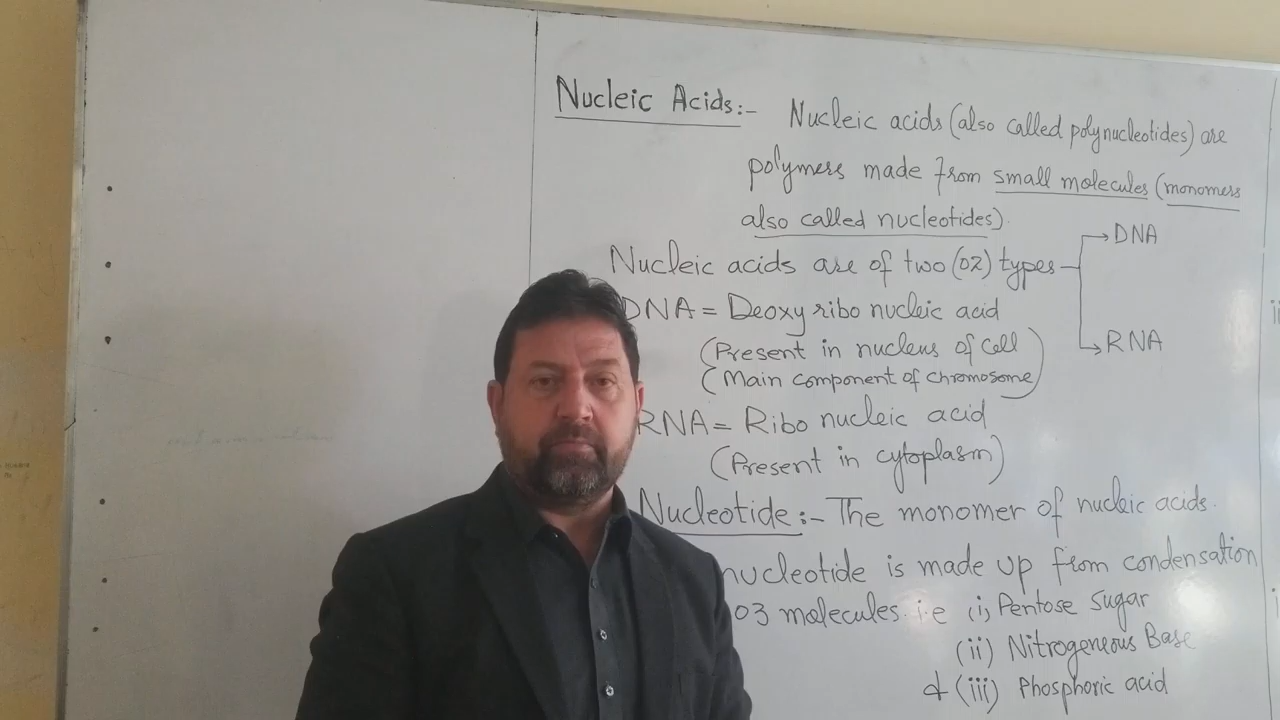 Nucleic Acids:- Nucleic acids (also called polynucleotides) are
polymers made from small molecules (monomers
also called nucleotides).
Nucleic acids are of two (02) types
DNA
RNA
DNA = Deoxy ribo nucleic acid
(Present in nucleus of cell)
(Main component of chromosome)
RNA = Ribo nucleic acid
(Present in cytoplasm)
Nucleotide:- The monomer of nucleic acids.
nucleotide is made up from condensation
03 molecules i.e (i) Pentose Sugar
(ii) Nitrogeneous Base
& (iii) Phosphoric acid